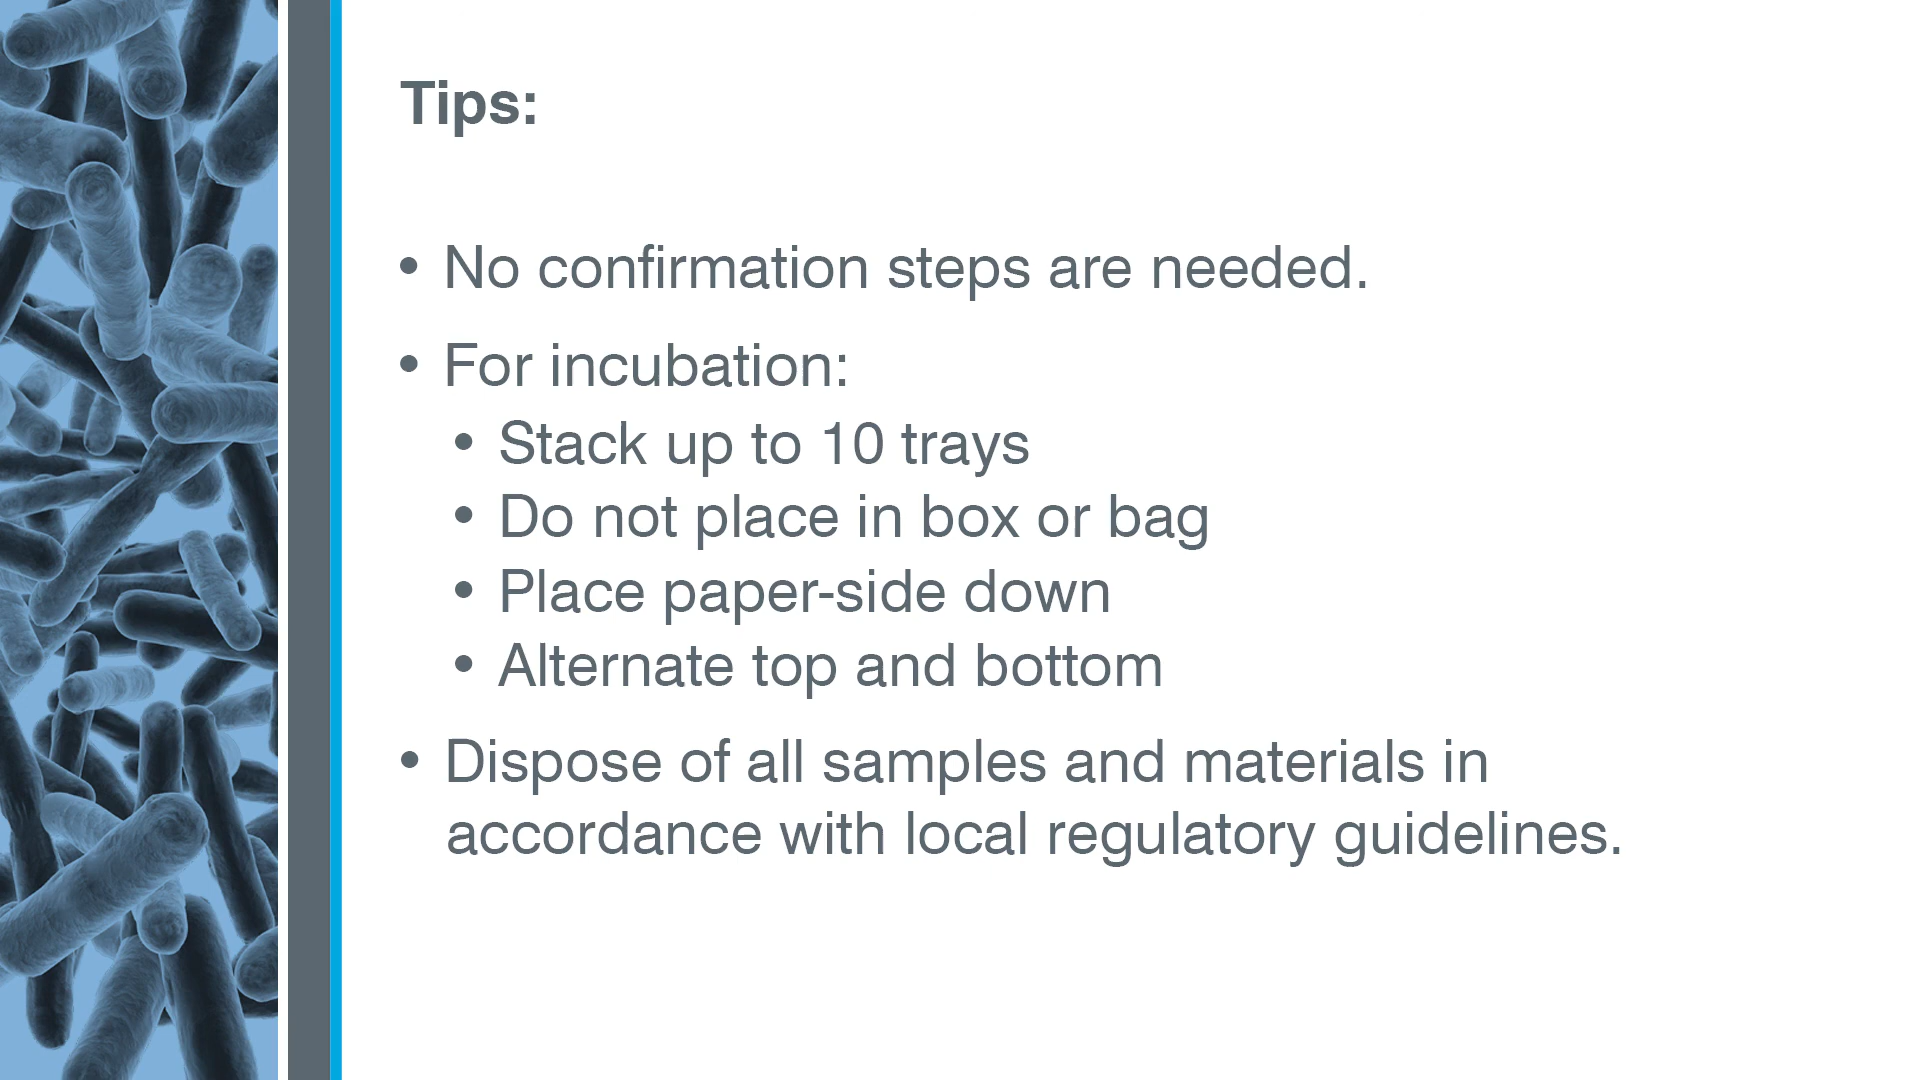 Tips:
• No confirmation steps are needed.
• For incubation:
• Stack up to 10 trays
• Do not place in box or bag
• Place paper-side down
• Alternate top and bottom
• Dispose of all samples and materials in
accordance with local regulatory guidelines.